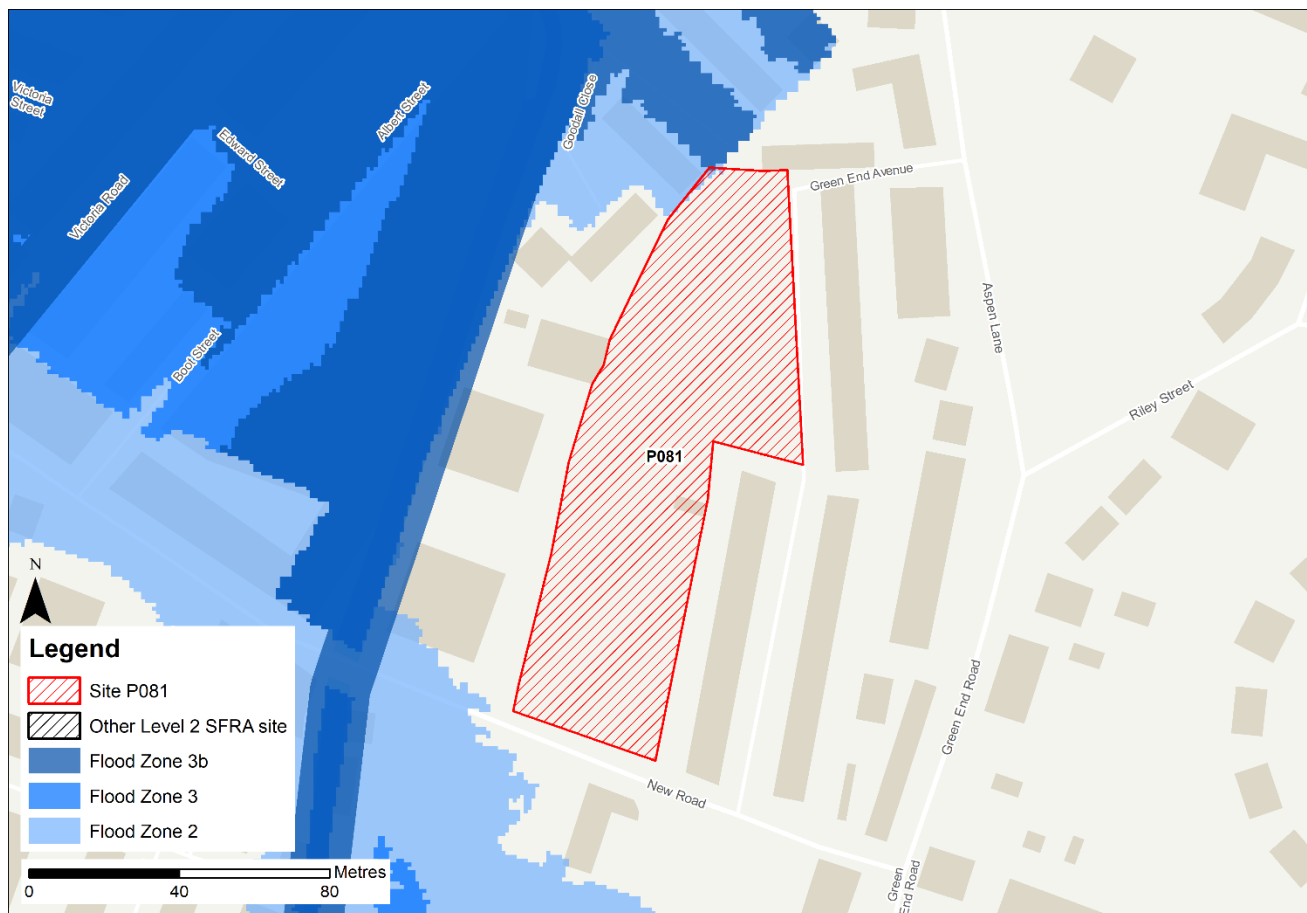 Victoria
Street
Edward Street
Albert Street
Goodall Close
Victoria Road
Boot Street
Green End Avenue
Aspen Lane
Riley Street
P081
Green End Road
New Road
Green
End Road
N
Legend
Site P081
Other Level 2 SFRA site
Flood Zone 3b
Flood Zone 3
Flood Zone 2
Metres
0 40 80